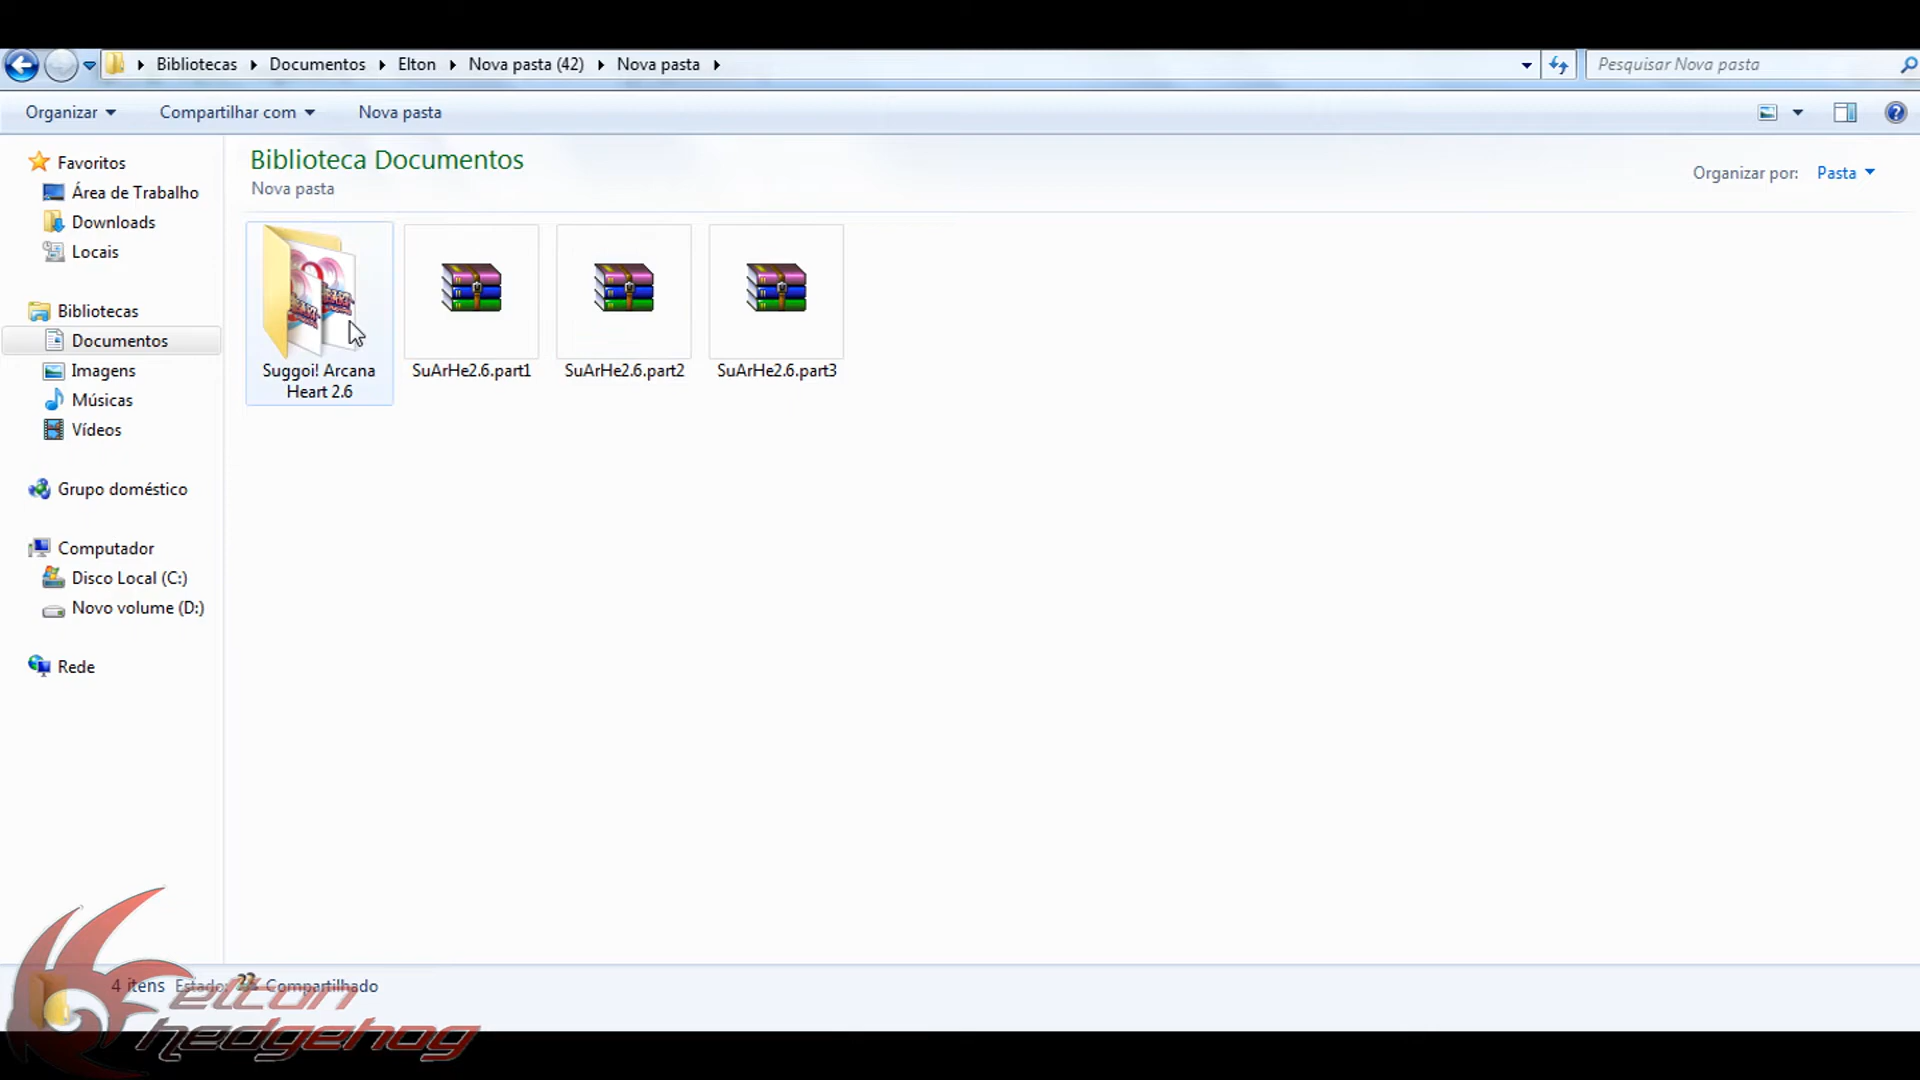 Bibliotecas Documentos Elton Nova pasta (42) Nova pasta
Pesquisar Nova pasta
Organizar Compartilhar com Nova pasta
Favoritos
Área de Trabalho
Downloads
Locais
Bibliotecas
Documentos
Imagens
Músicas
Vídeos
Grupo doméstico
Computador
Disco Local (C:)
Novo volume (D:)
Rede
Biblioteca Documentos
Nova pasta
Organizar por: Pasta
Suggoi! Arcana
Heart 2.6
SuArHe2.6.part1
SuArHe2.6.part2
SuArHe2.6.part3
4 itens Estado: Compartilhado
elton
hedgehog